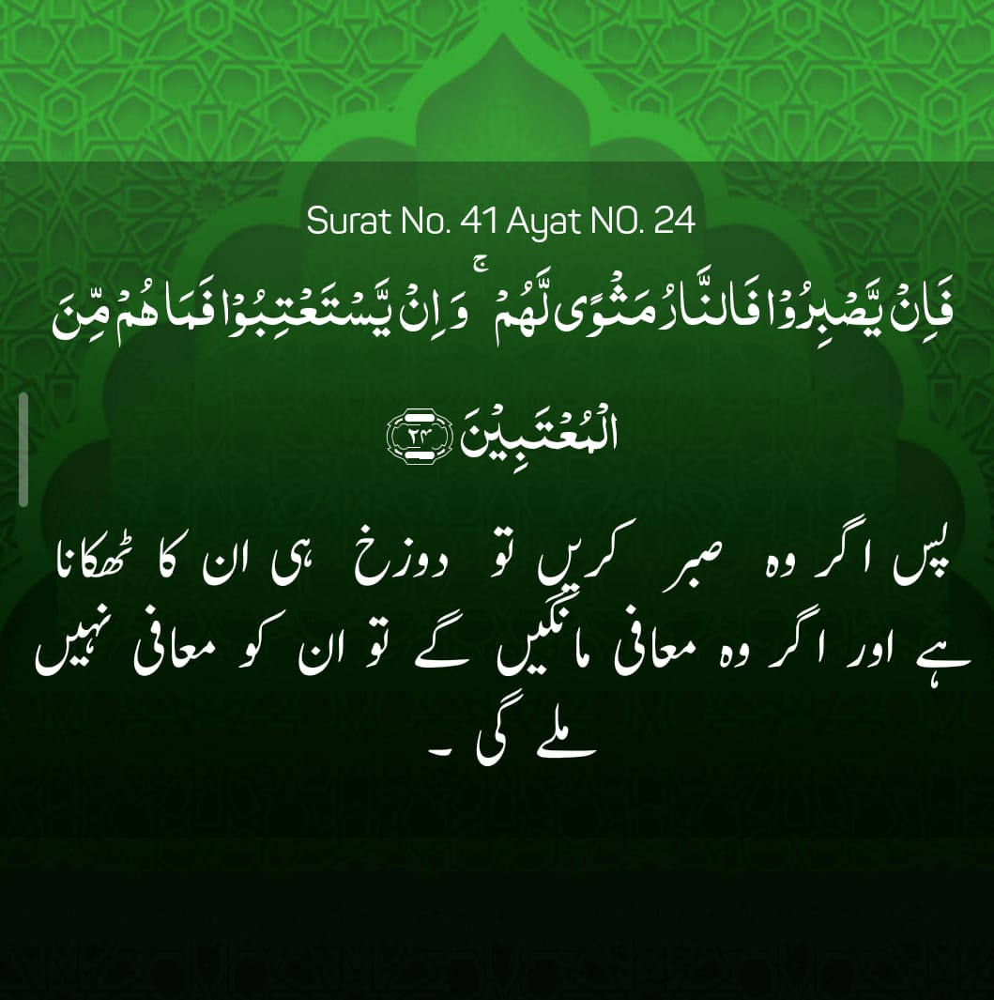 Surat No. 41 Ayat NO. 24
فَاِنۡ يَّصۡبِرُوۡا فَالنَّارُ مَثۡوًى لَّهُمۡ‌ ۚ وَ اِنۡ يَّسۡتَعۡتِبُوۡا فَمَا هُمۡ مِّنَ
الۡمُعۡتَبِيۡنَ ۲۴
پس اگر وہ صبر کریں تو دوزخ ہی ان کا ٹھکانا
ہے اور اگر وہ معافی مانگیں گے تو ان کو معافی نہیں
ملے گی ۔